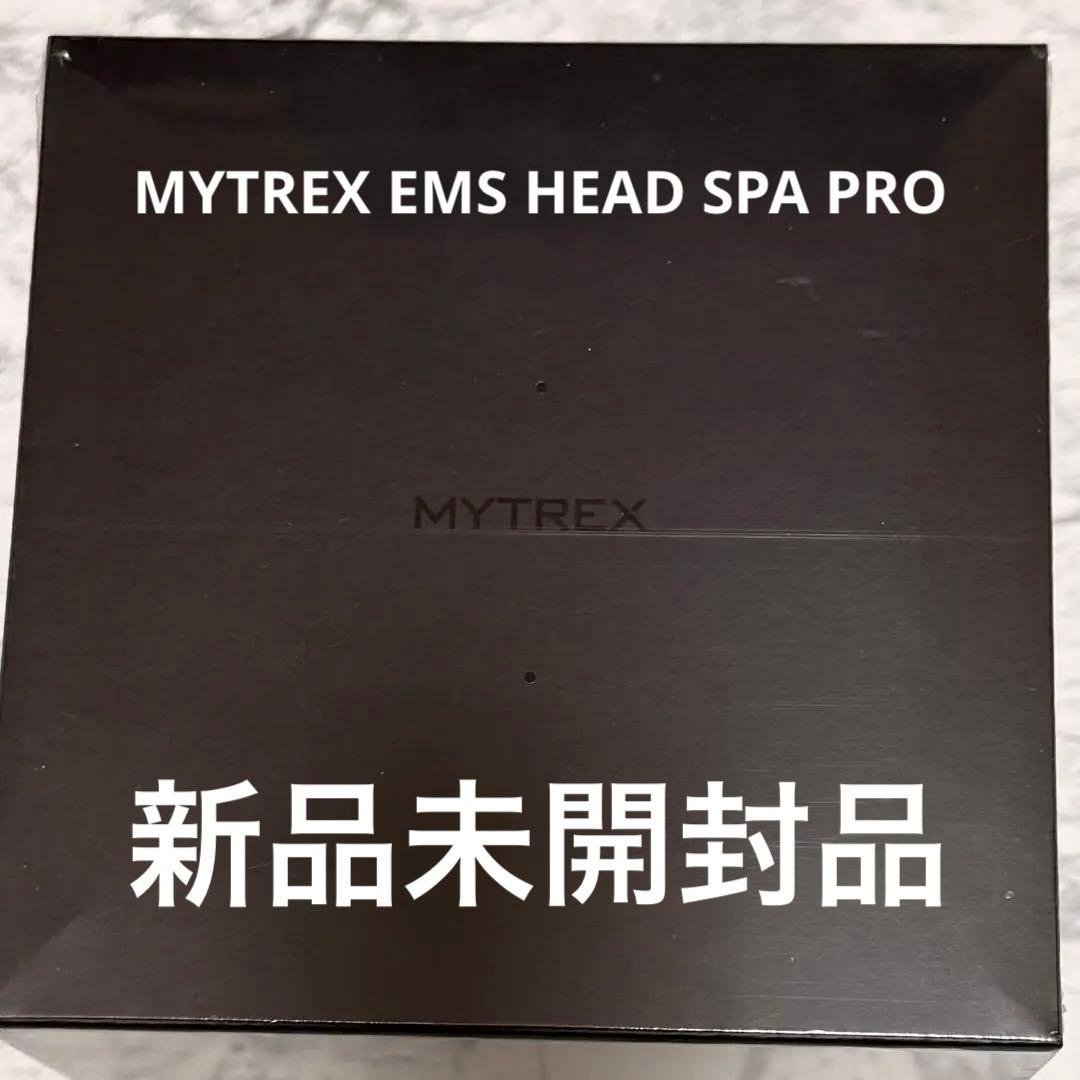 MYTREX EMS HEAD SPA PRO
MYTREX
新品未開封品